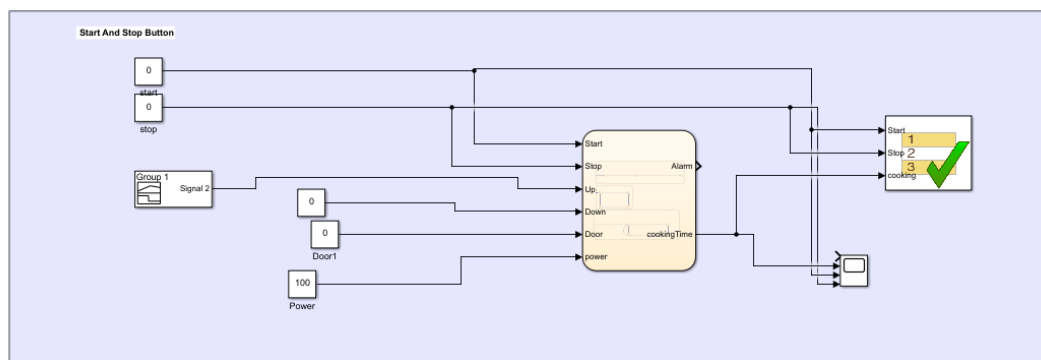 Start And Stop Button
0
start
0
stop
Group 1
Signal 2
0
0
Door1
100
Power
Start
Stop
Up
Down
Door
power
Alarm
cookingTime
Start
Stop
cooking
1
2
3